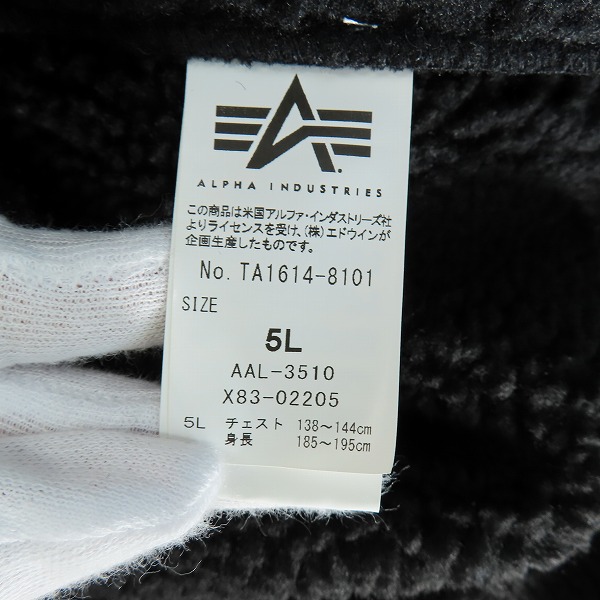 ALPHA INDUSTRIES
この商品は米国アルファ・インダストリーズ社
よりライセンスを受け、(株)エドウインが
企画生産したものです。
No. TA1614-8101
SIZE
5L
AAL-3510
X83-02205
5L チェスト 138〜144cm
身長 185〜195cm